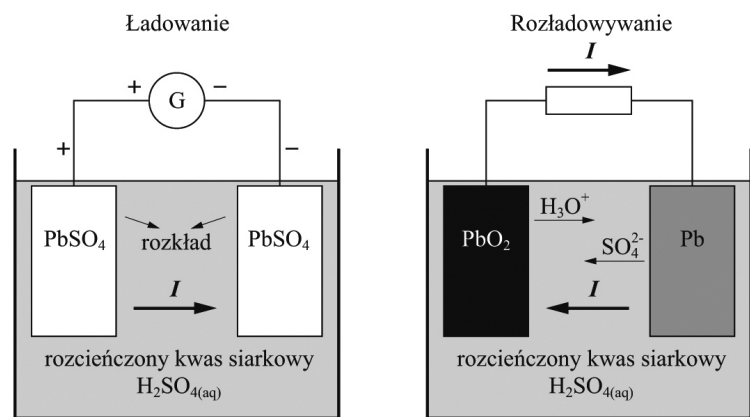 Ładowanie
+ G −
+ −
PbSO₄ PbSO₄
rozkład
I
rozcieńczony kwas siarkowy
H₂SO₄₍aq₎
Rozładowywanie
I
PbO₂ H₃O⁺ Pb
SO₄²⁻
I
rozcieńczony kwas siarkowy
H₂SO₄₍aq₎